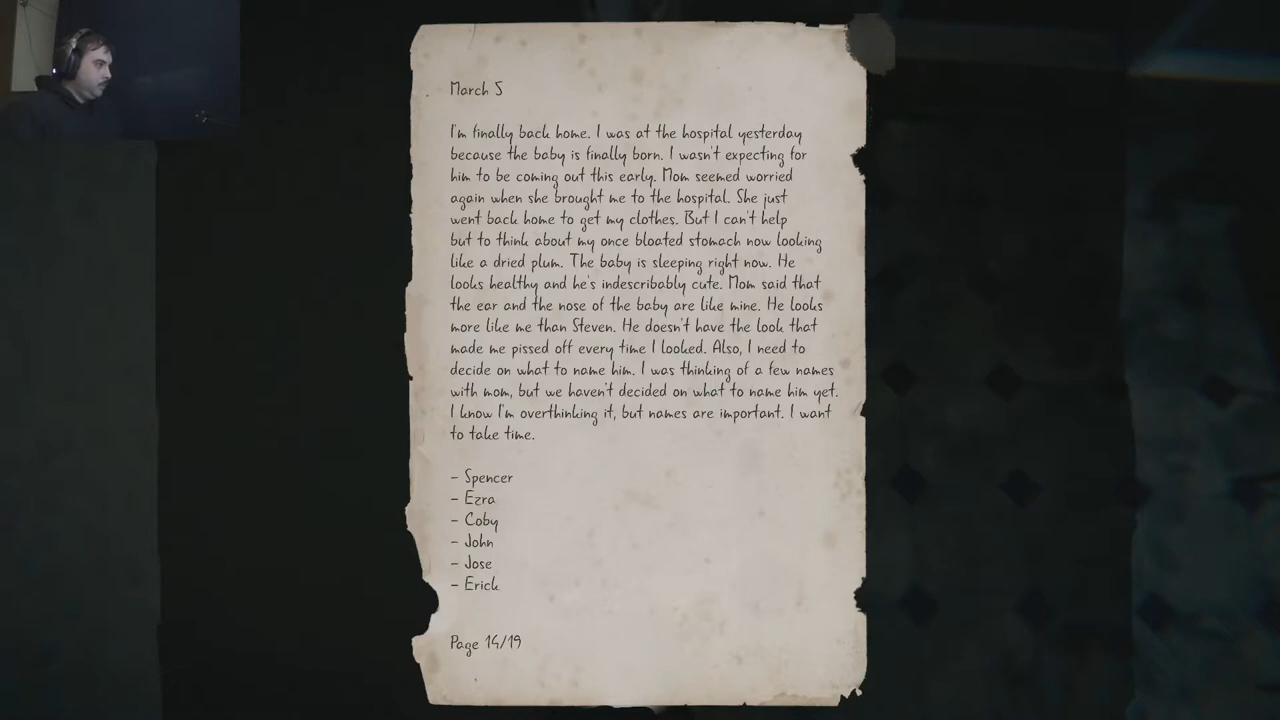 March 5
I'm finally back home. I was at the hospital yesterday
because the baby is finally born. I wasn't expecting for
him to be coming out this early. Mom seemed worried
again when she brought me to the hospital. She just
went back home to get my clothes. But I can't help
but to think about my once bloated stomach now looking
like a dried plum. The baby is sleeping right now. He
looks healthy and he's indescribably cute. Mom said that
the ear and the nose of the baby are like mine. He looks
more like me than Steven. He doesn't have the look that
made me pissed off every time I looked. Also, I need to
decide on what to name him. I was thinking of a few names
with mom, but we haven't decided on what to name him yet.
I know I'm overthinking it, but names are important. I want
to take time.
- Spencer
- Ezra
- Coby
- John
- Jose
- Erick
Page 14/19